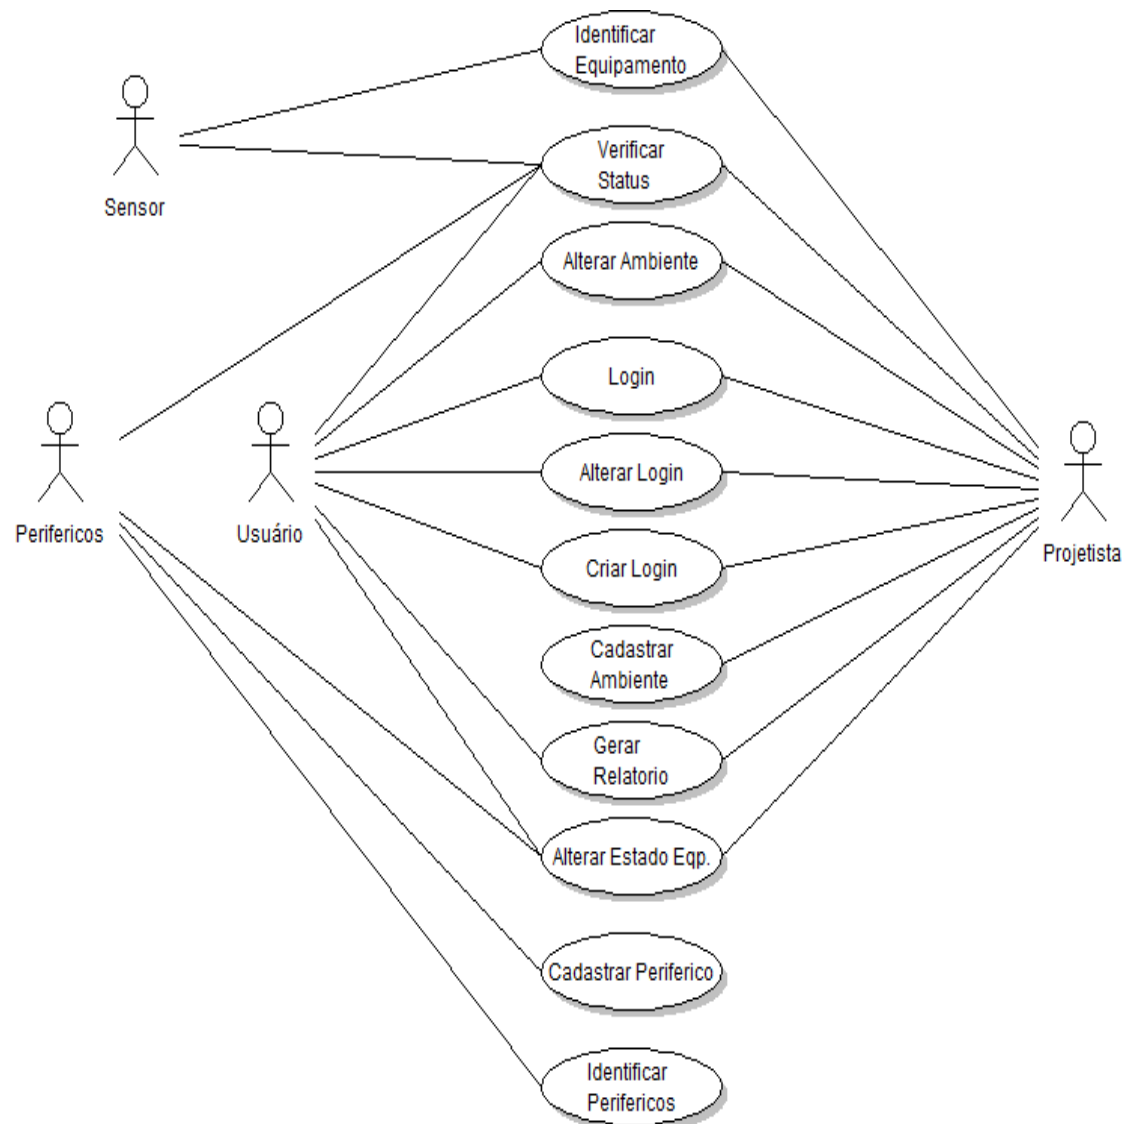 Identificar
Equipamento
Verificar
Status
Sensor
Alterar Ambiente
Login
Alterar Login
Perifericos
Usuário
Projetista
Criar Login
Cadastrar
Ambiente
Gerar
Relatorio
Alterar Estado Eqp.
Cadastrar Periferico
Identificar
Perifericos